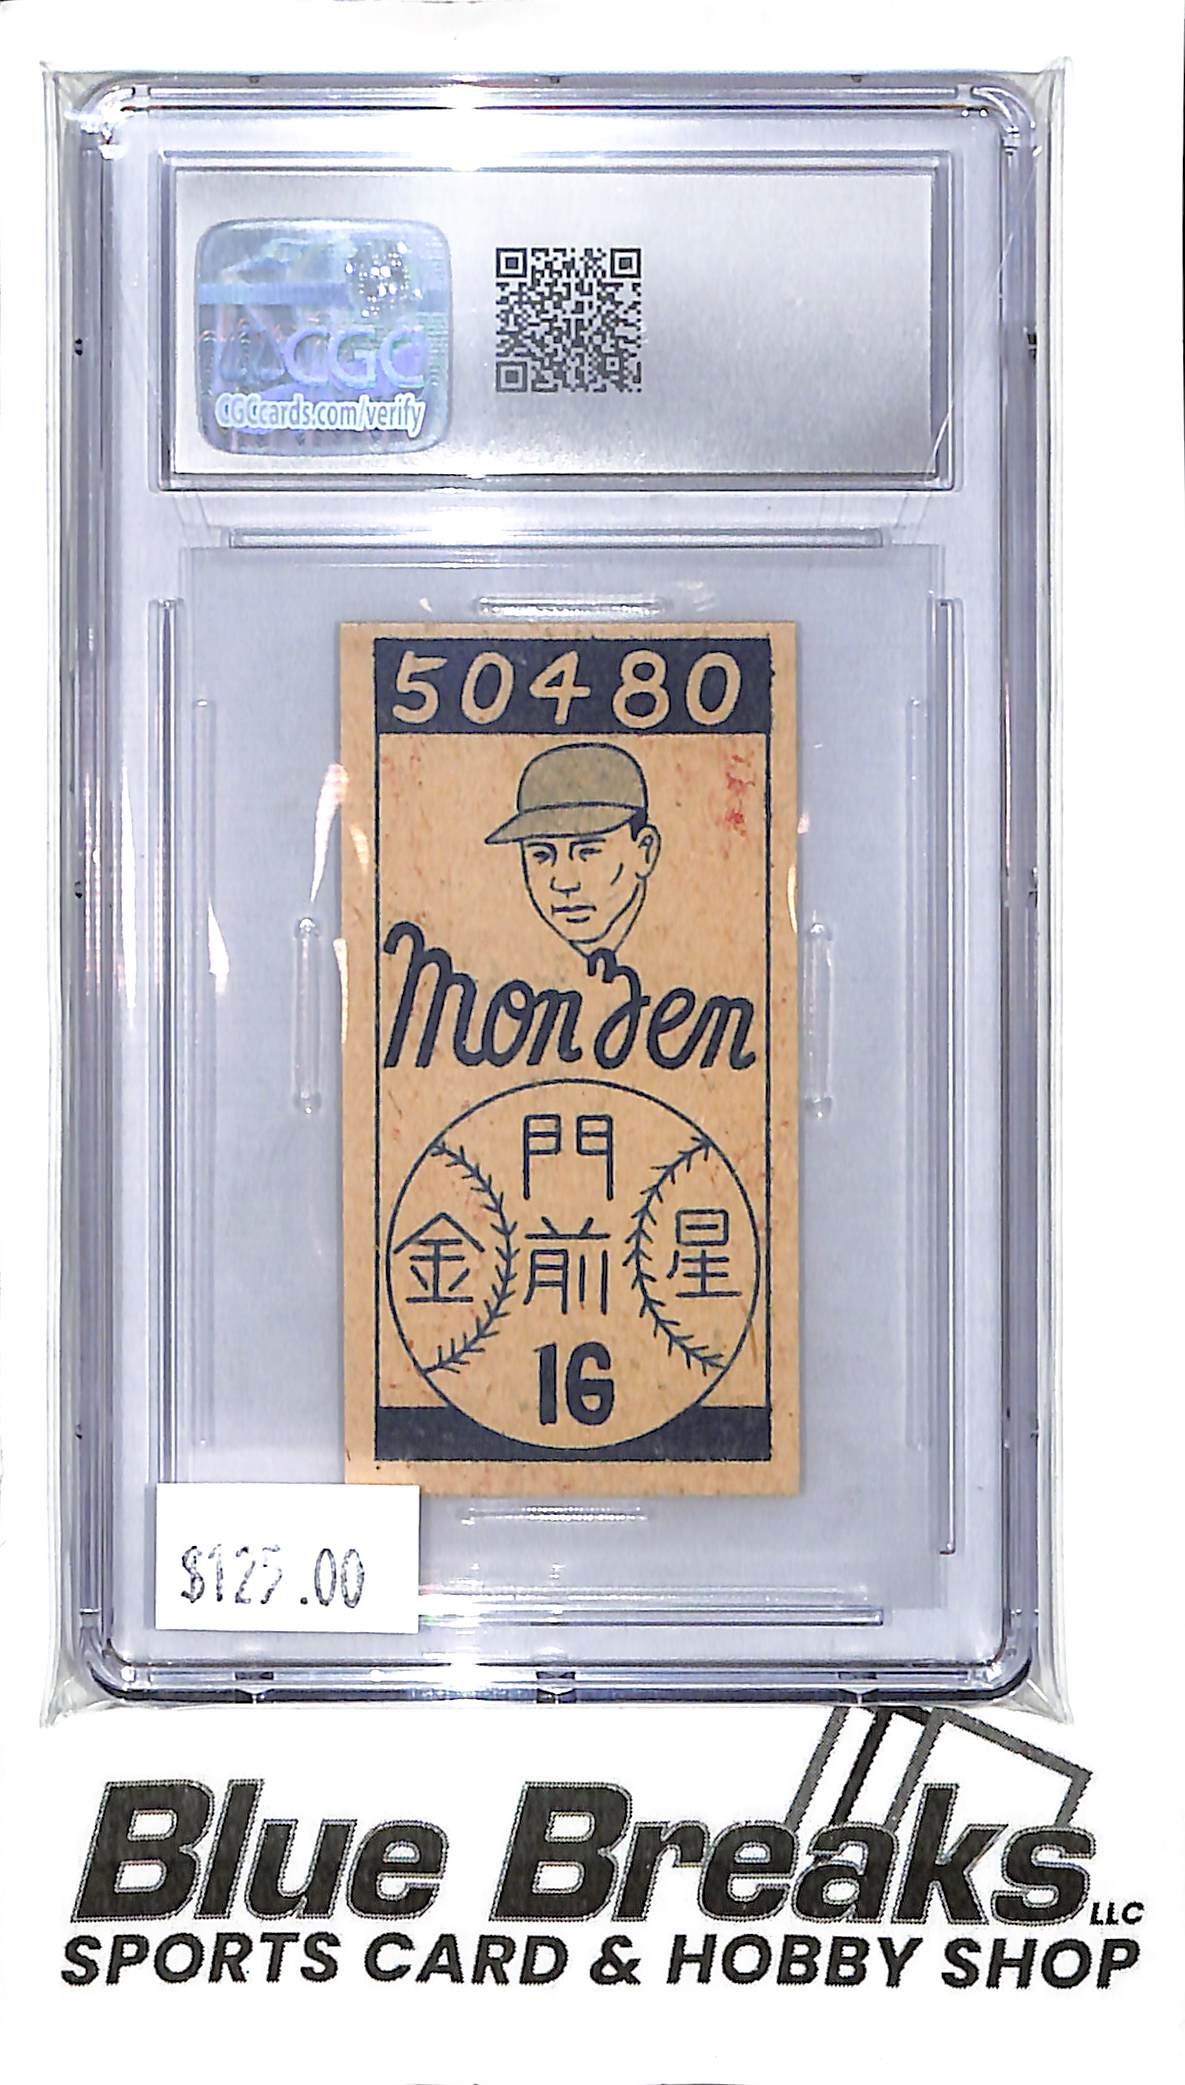 CGC
CGCcards.com/verify
50480
Monzen
門
金 前 星
16
$125.00
Blue Breaks LLC
SPORTS CARD & HOBBY SHOP